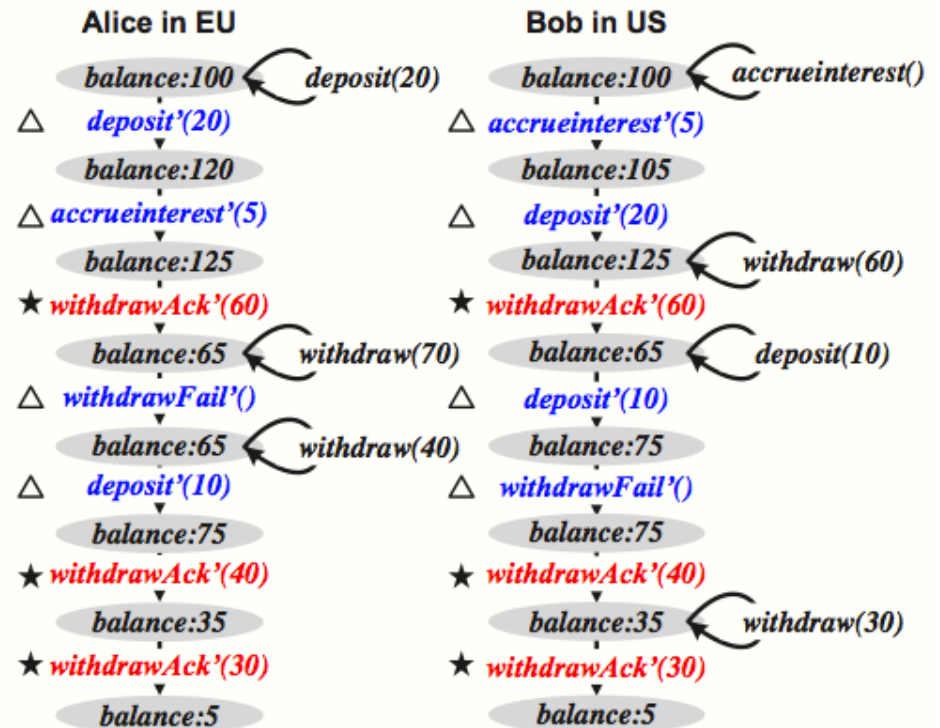 Alice in EU
balance:100
deposit(20)
deposit’(20)
balance:120
accrueinterest’(5)
balance:125
withdrawAck’(60)
balance:65
withdraw(70)
withdrawFail’()
balance:65
withdraw(40)
deposit’(10)
balance:75
withdrawAck’(40)
balance:35
withdrawAck’(30)
balance:5
Bob in US
balance:100
accrueinterest()
accrueinterest’(5)
balance:105
deposit’(20)
balance:125
withdraw(60)
withdrawAck’(60)
balance:65
deposit(10)
deposit’(10)
balance:75
withdrawFail’()
balance:75
withdrawAck’(40)
balance:35
withdraw(30)
withdrawAck’(30)
balance:5